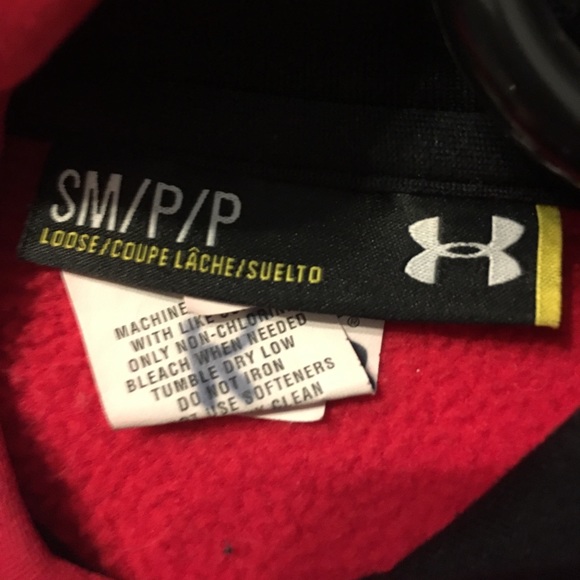 SM/P/P
LOOSE/COUPE LÂCHE/SUELTO
MACHINE
WITH LIKE
ONLY NON-CHLORINE
BLEACH WHEN NEEDED
TUMBLE DRY LOW
DO NOT IRON
USE SOFTENERS
CLEAN
®